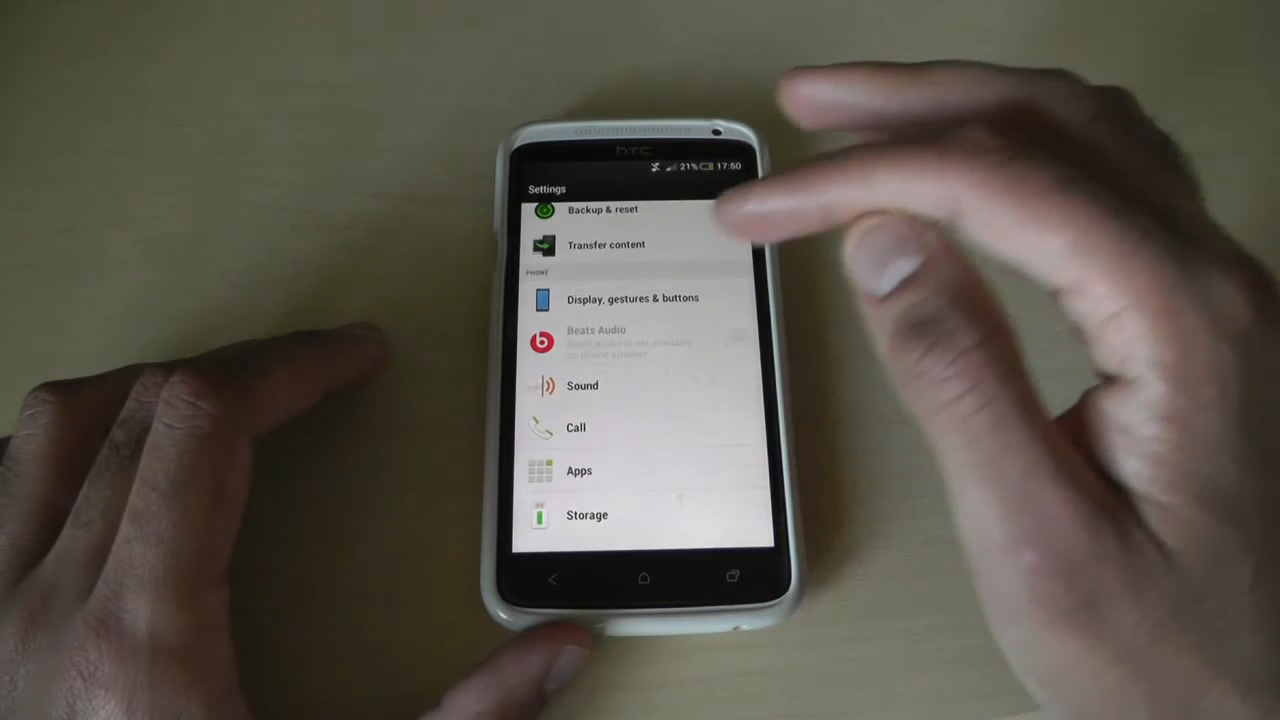 hTC
21% 17:50
Settings
Backup & reset
Transfer content
PHONE
Display, gestures & buttons
Beats Audio
Beats Audio is not available
on phone speaker
Sound
Call
Apps
Storage